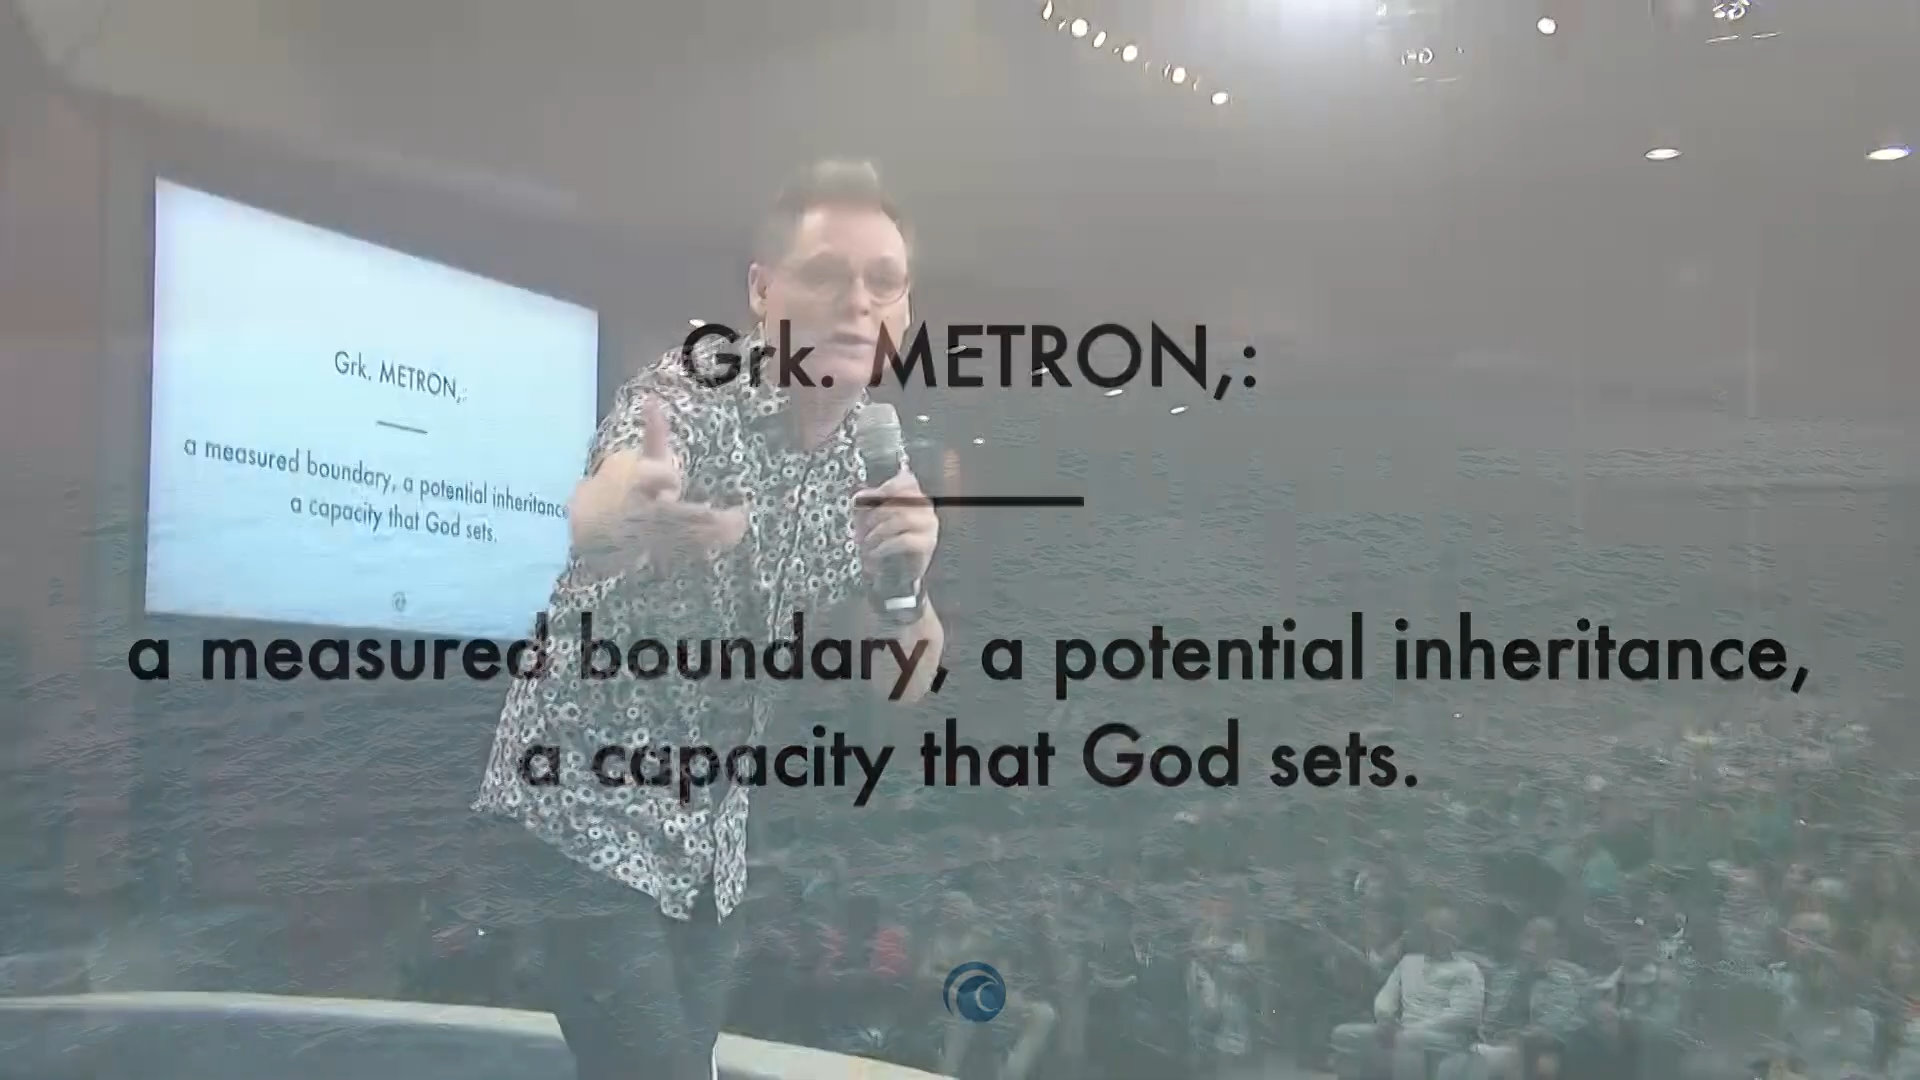 Grk. METRON,:
a measured boundary, a potential inheritance,
a capacity that God sets.
Grk. METRON,:
a measured boundary, a potential inheritance
a capacity that God sets.